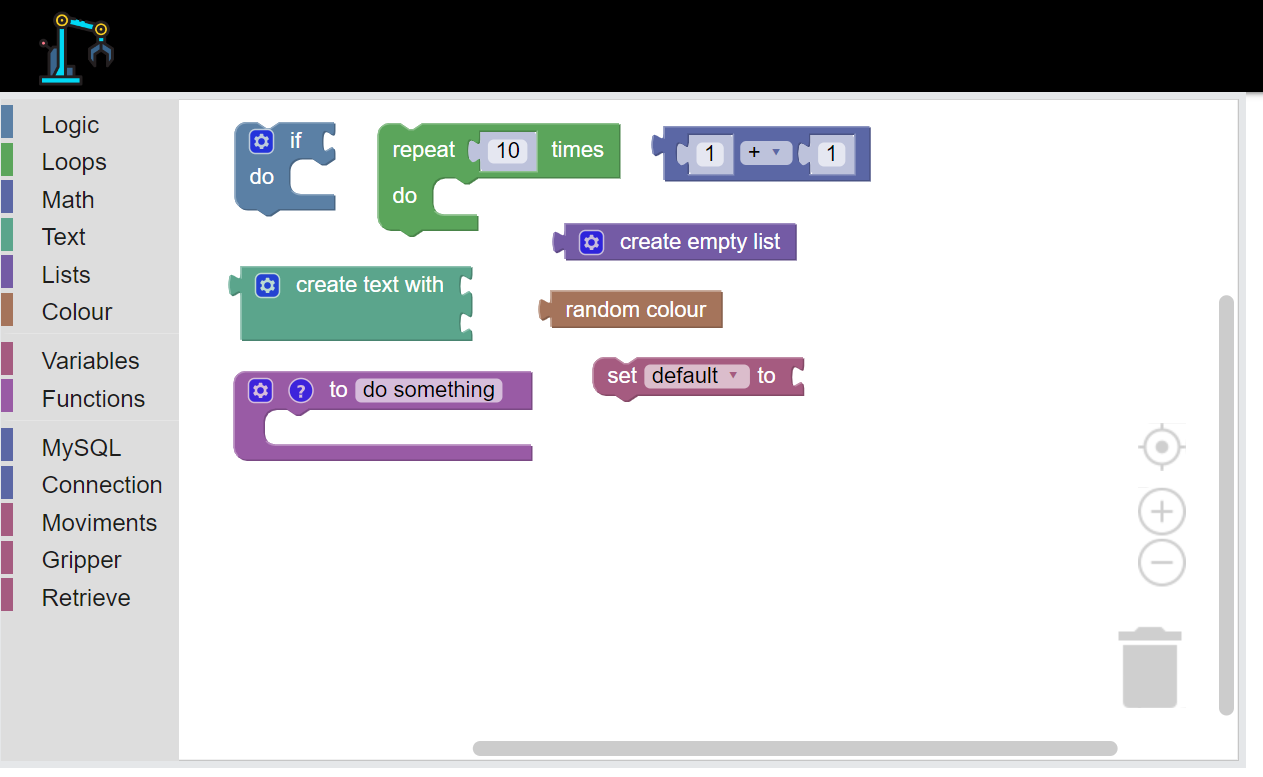 Logic
Loops
Math
Text
Lists
Colour
Variables
Functions
MySQL
Connection
Moviments
Gripper
Retrieve
if
do
repeat 10 times
do
1 + 1
create empty list
create text with
random colour
set default to
? to do something